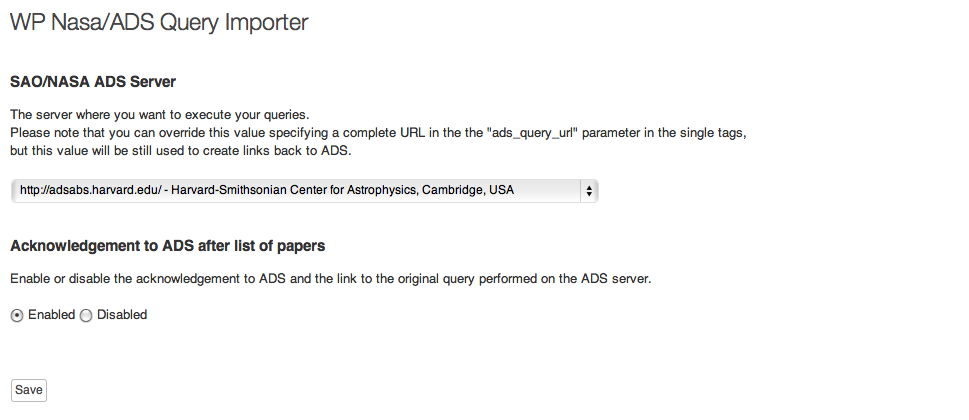 WP Nasa/ADS Query Importer
SAO/NASA ADS Server
The server where you want to execute your queries.
Please note that you can override this value specifying a complete URL in the the "ads_query_url" parameter in the single tags,
but this value will be still used to create links back to ADS.
http://adsabs.harvard.edu/ - Harvard-Smithsonian Center for Astrophysics, Cambridge, USA
Acknowledgement to ADS after list of papers
Enable or disable the acknowledgement to ADS and the link to the original query performed on the ADS server.
Enabled Disabled
Save